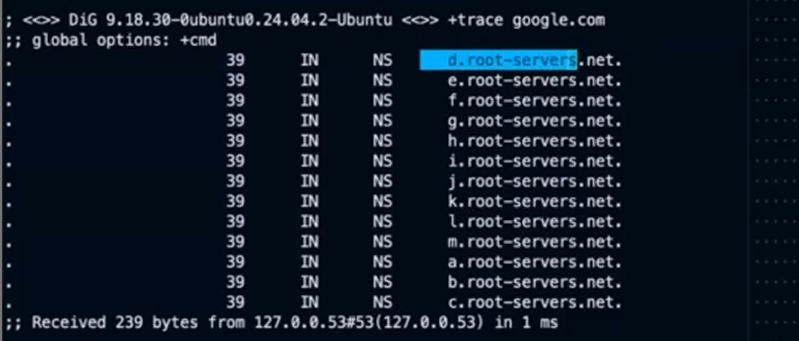 ; <<>> DiG 9.18.30-0ubuntu0.24.04.2-Ubuntu <<>> +trace google.com
;; global options: +cmd
. 39 IN NS d.root-servers.net.
. 39 IN NS e.root-servers.net.
. 39 IN NS f.root-servers.net.
. 39 IN NS g.root-servers.net.
. 39 IN NS h.root-servers.net.
. 39 IN NS i.root-servers.net.
. 39 IN NS j.root-servers.net.
. 39 IN NS k.root-servers.net.
. 39 IN NS l.root-servers.net.
. 39 IN NS m.root-servers.net.
. 39 IN NS a.root-servers.net.
. 39 IN NS b.root-servers.net.
. 39 IN NS c.root-servers.net.
;; Received 239 bytes from 127.0.0.53#53(127.0.0.53) in 1 ms